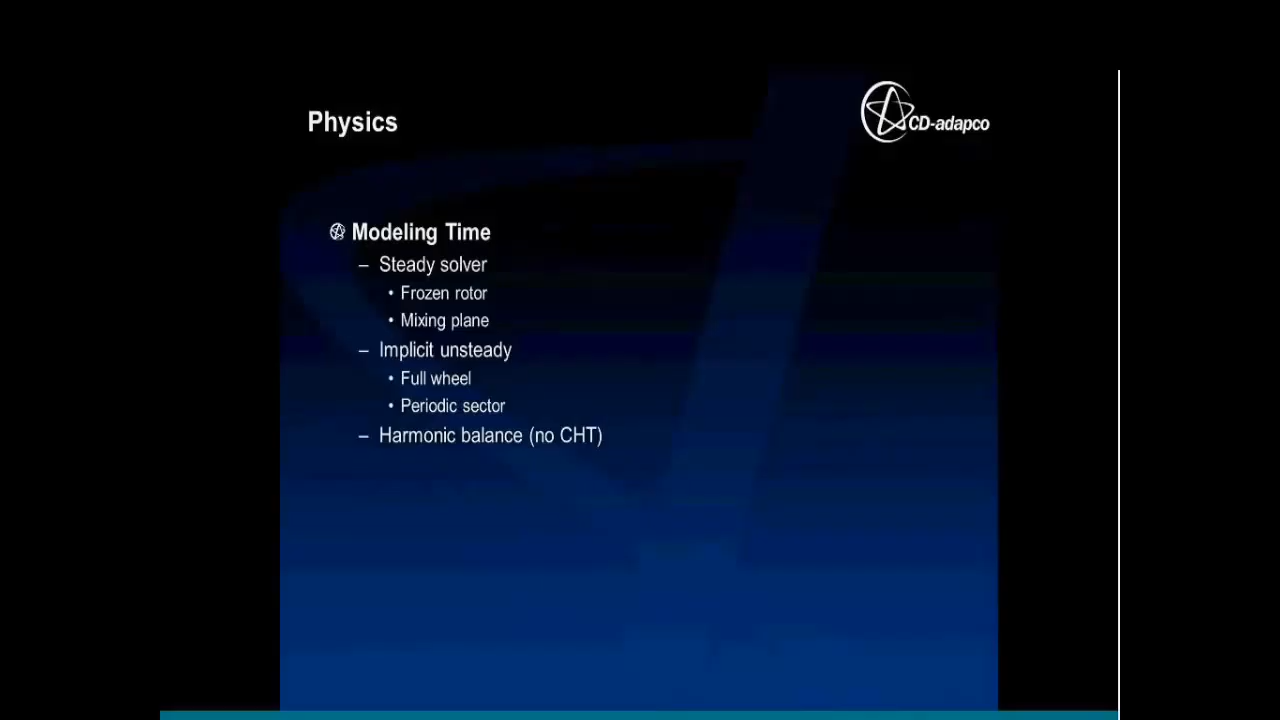 Physics
CD-adapco
Modeling Time
– Steady solver
• Frozen rotor
• Mixing plane
– Implicit unsteady
• Full wheel
• Periodic sector
– Harmonic balance (no CHT)